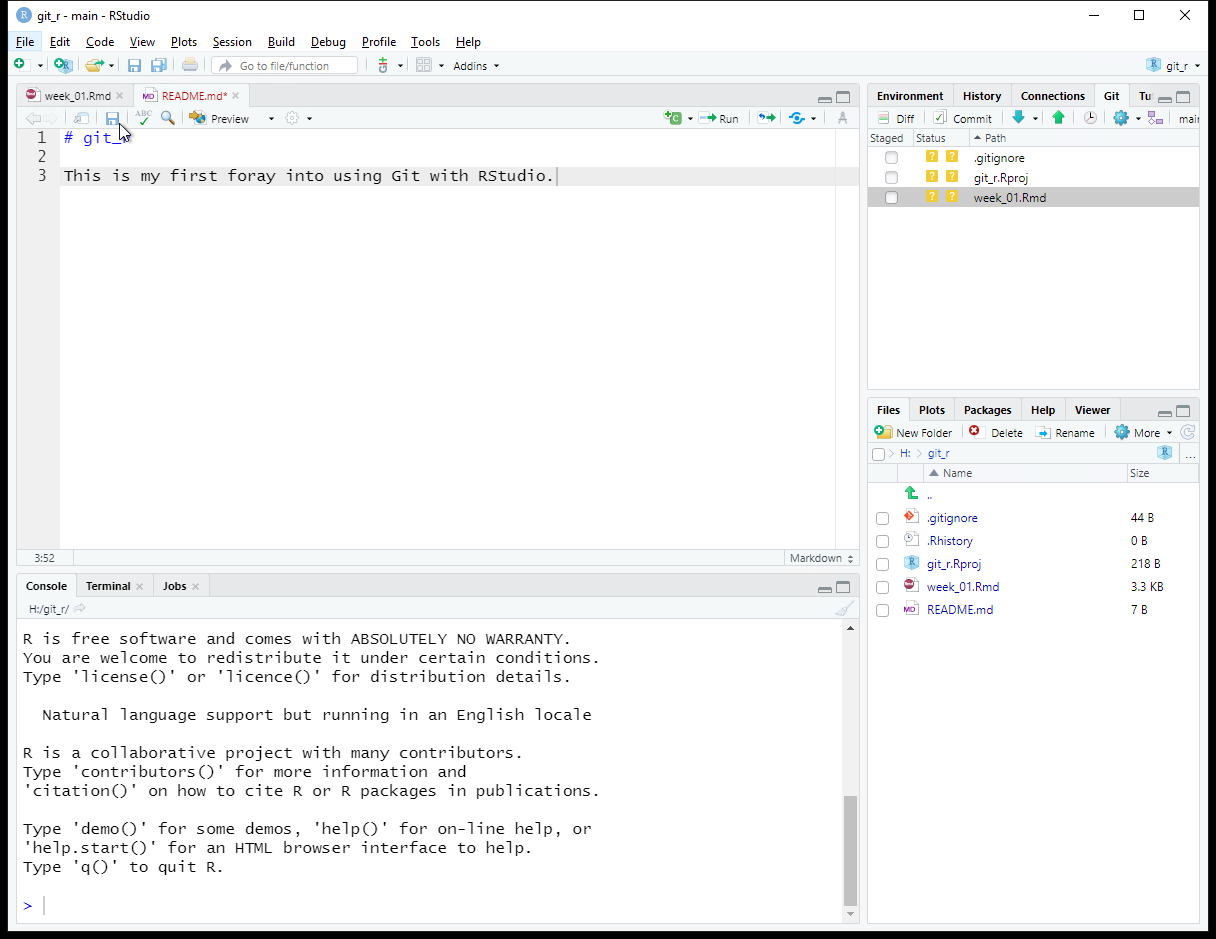 git_r - main - RStudio
File Edit Code View Plots Session Build Debug Profile Tools Help
Go to file/function Addins git_r
week_01.Rmd README.md*
ABC Preview Run
1 # git_
2
3 This is my first foray into using Git with RStudio.
3:52 Markdown
Console Terminal Jobs
H:/git_r/
R is free software and comes with ABSOLUTELY NO WARRANTY.
You are welcome to redistribute it under certain conditions.
Type 'license()' or 'licence()' for distribution details.
Natural language support but running in an English locale
R is a collaborative project with many contributors.
Type 'contributors()' for more information and
'citation()' on how to cite R or R packages in publications.
Type 'demo()' for some demos, 'help()' for on-line help, or
'help.start()' for an HTML browser interface to help.
Type 'q()' to quit R.
>
Environment History Connections Git Tu
Diff Commit mai
Staged Status Path
? ? .gitignore
? ? git_r.Rproj
? ? week_01.Rmd
Files Plots Packages Help Viewer
New Folder Delete Rename More
H: git_r ...
Name Size
..
.gitignore 44 B
.Rhistory 0 B
git_r.Rproj 218 B
week_01.Rmd 3.3 KB
README.md 7 B